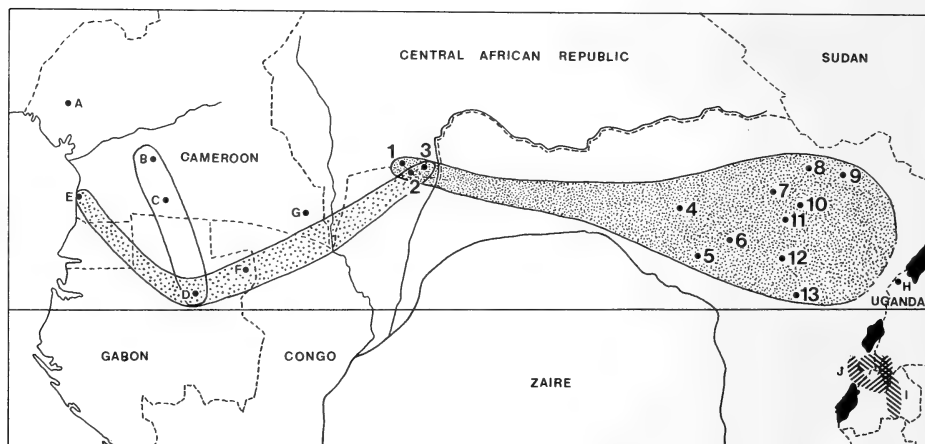 CENTRAL AFRICAN REPUBLIC
SUDAN
A
B
CAMEROON
1
3
2
8
9
7
C
E
4
10
G
11
6
5
12
F
D
13
H
UGANDA
GABON
CONGO
ZAIRE
J
I